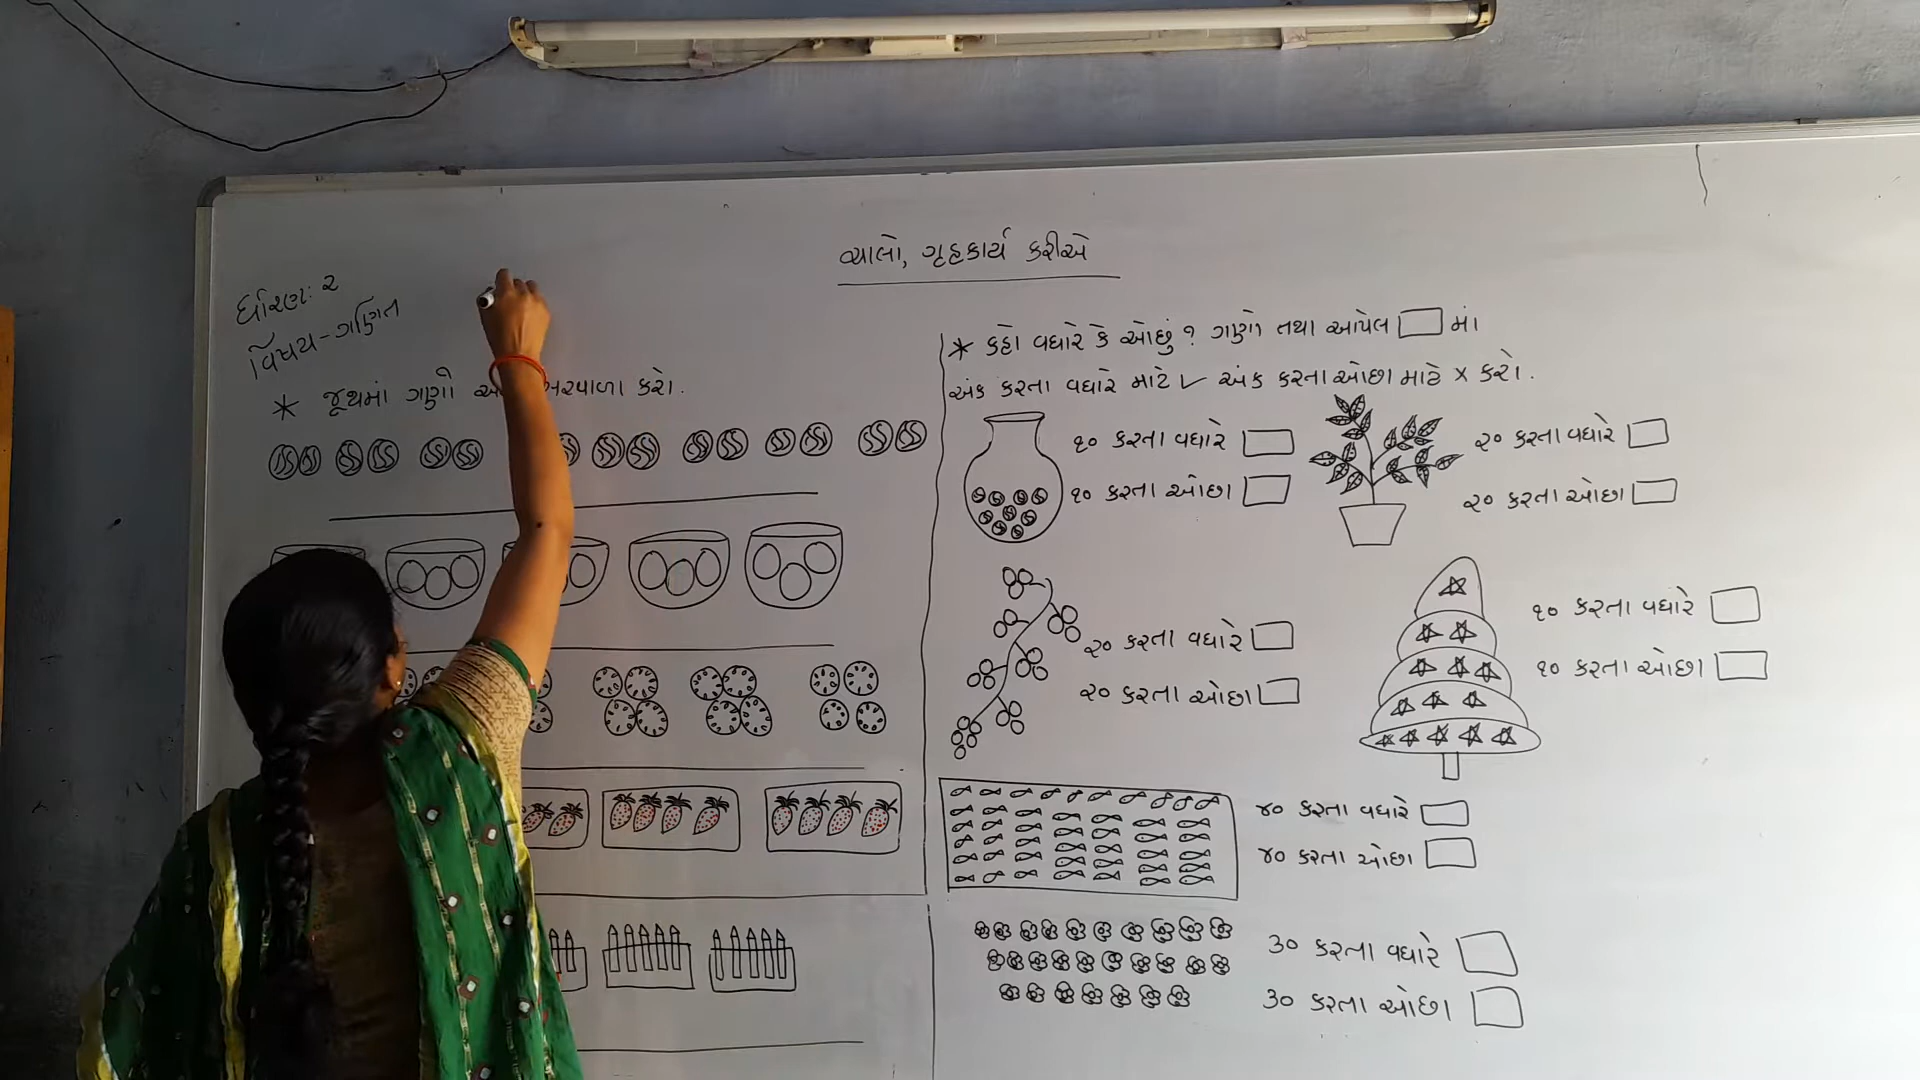 ચાલો, ગૃહકાર્ય કરીએ
ધોરણ: ૨
વિષય - ગણિત
* જૂથમાં ગણી સરવાળા કરો.
* કહો વધારે કે ઓછું ? ગણો તથા આપેલ માં
અંક કરતા વધારે માટે ✓ અંક કરતા ઓછા માટે × કરો.
૧૦ કરતા વધારે
૧૦ કરતા ઓછા
૨૦ કરતા વધારે
૨૦ કરતા ઓછા
૨૦ કરતા વધારે
૨૦ કરતા ઓછા
૧૦ કરતા વધારે
૧૦ કરતા ઓછા
૪૦ કરતા વધારે
૪૦ કરતા ઓછા
૩૦ કરતા વધારે
૩૦ કરતા ઓછા